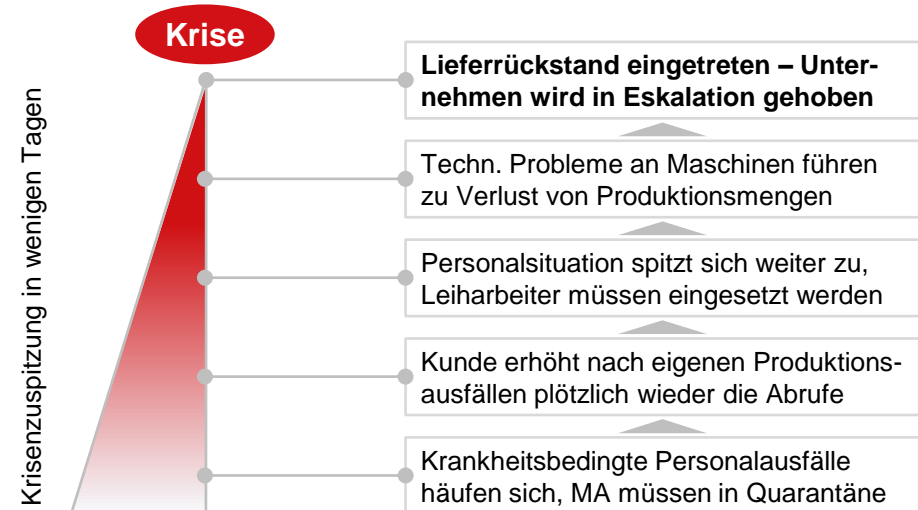 Krise
Krisenzuspitzung in wenigen Tagen
Lieferrückstand eingetreten – Unter-
nehmen wird in Eskalation gehoben
Techn. Probleme an Maschinen führen
zu Verlust von Produktionsmengen
Personalsituation spitzt sich weiter zu,
Leiharbeiter müssen eingesetzt werden
Kunde erhöht nach eigenen Produktions-
ausfällen plötzlich wieder die Abrufe
Krankheitsbedingte Personalausfälle
häufen sich, MA müssen in Quarantäne